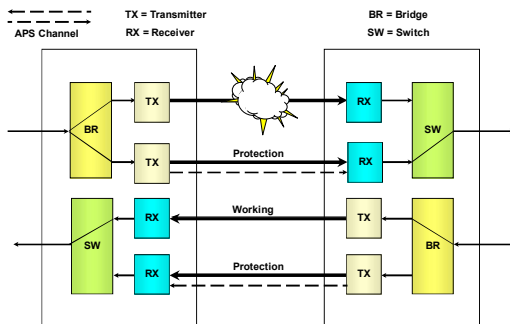 TX = Transmitter
BR = Bridge
APS Channel
RX = Receiver
SW = Switch
BR
TX
RX
SW
TX
Protection
RX
SW
RX
Working
TX
BR
RX
Protection
TX